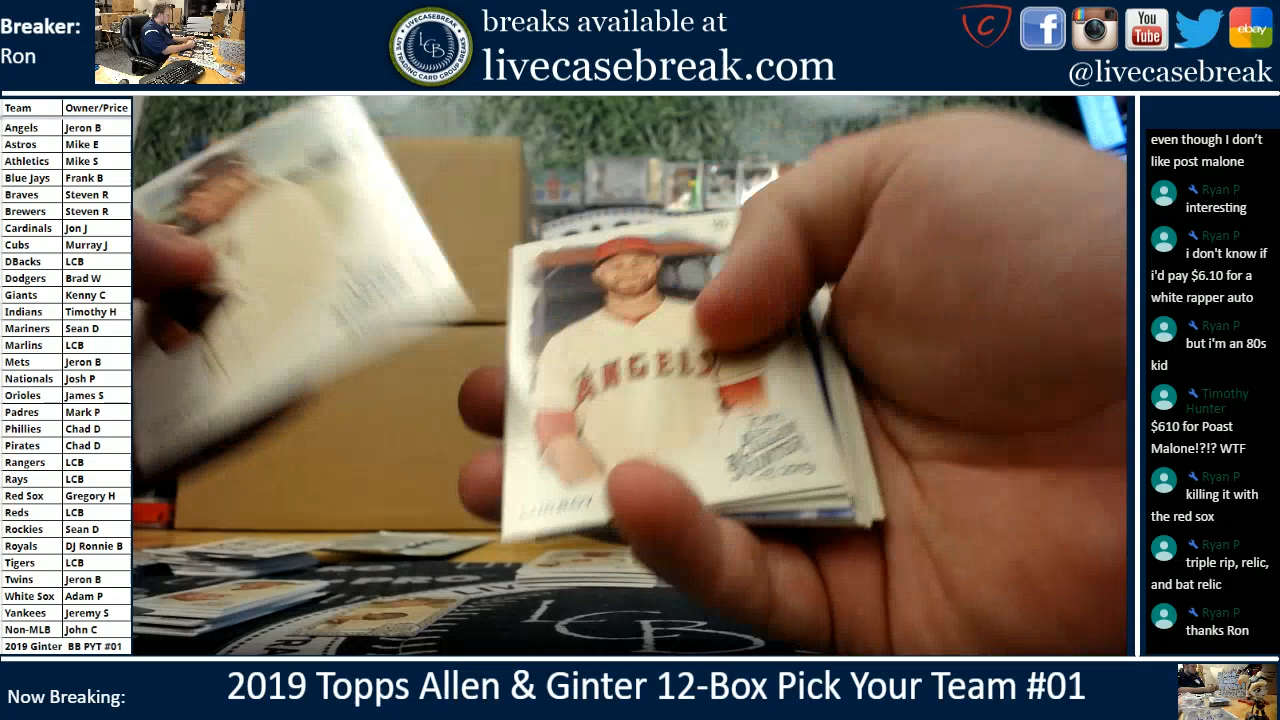 Breaker:
Ron
LCB
breaks available at
livecasebreak.com
You
Tube
ebay
@livecasebreak
Team Owner/Price
Angels Jeron B
Astros Mike E
Athletics Mike S
Blue Jays Frank B
Braves Steven R
Brewers Steven R
Cardinals Jon J
Cubs Murray J
DBacks LCB
Dodgers Brad W
Giants Kenny C
Indians Timothy H
Mariners Sean D
Marlins LCB
Mets Jeron B
Nationals Josh P
Orioles James S
Padres Mark P
Phillies Chad D
Pirates Chad D
Rangers LCB
Rays LCB
Red Sox Gregory H
Reds LCB
Rockies Sean D
Royals DJ Ronnie B
Tigers LCB
Twins Jeron B
White Sox Adam P
Yankees Jeremy S
Non-MLB John C
2019 Ginter BB PYT #01
ANGELS
LCB
even though I don't
like post malone
Ryan P
interesting
Ryan P
i don't know if
i'd pay $6.10 for a
white rapper auto
Ryan P
but i'm an 80s
kid
Timothy
Hunter
$610 for Poast
Malone!?!? WTF
Ryan P
killing it with
the red sox
Ryan P
triple rip, relic,
and bat relic
Ryan P
thanks Ron
Now Breaking:
2019 Topps Allen & Ginter 12-Box Pick Your Team #01